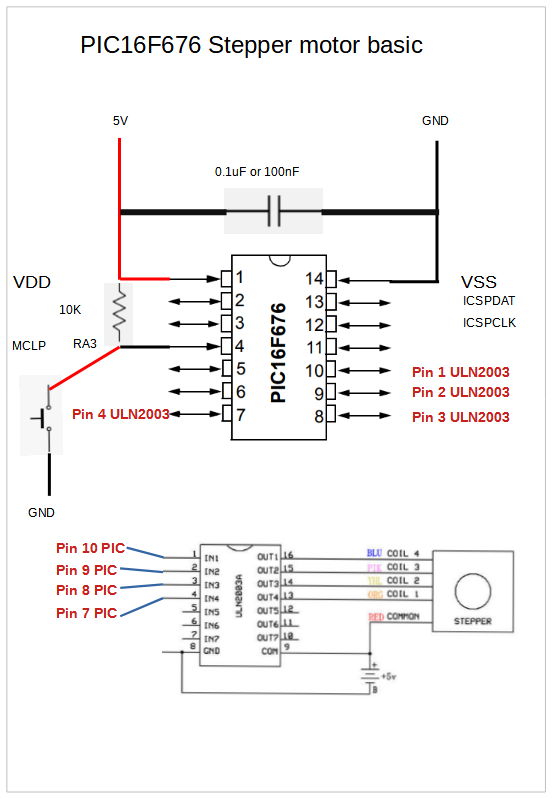 PIC16F676 Stepper motor basic
5V
GND
0.1uF or 100nF
VDD
1
14
VSS
2
13
ICSPDAT
10K
3
12
ICSPCLK
MCLP
RA3
4
11
5
10
Pin 1 ULN2003
6
9
Pin 2 ULN2003
Pin 4 ULN2003
7
8
Pin 3 ULN2003
PIC16F676
GND
Pin 10 PIC
Pin 9 PIC
Pin 8 PIC
Pin 7 PIC
1 IN1
2 IN2
3 IN3
4 IN4
5 IN5
6 IN6
7 IN7
8 GND
ULN2003A
OUT1 16
OUT2 15
OUT3 14
OUT4 13
OUT5 12
OUT6 11
OUT7 10
COM 9
BLU COIL 4
PIK COIL 3
YEL COIL 2
ORG COIL 1
RED COMMON
STEPPER
+
+5v
B